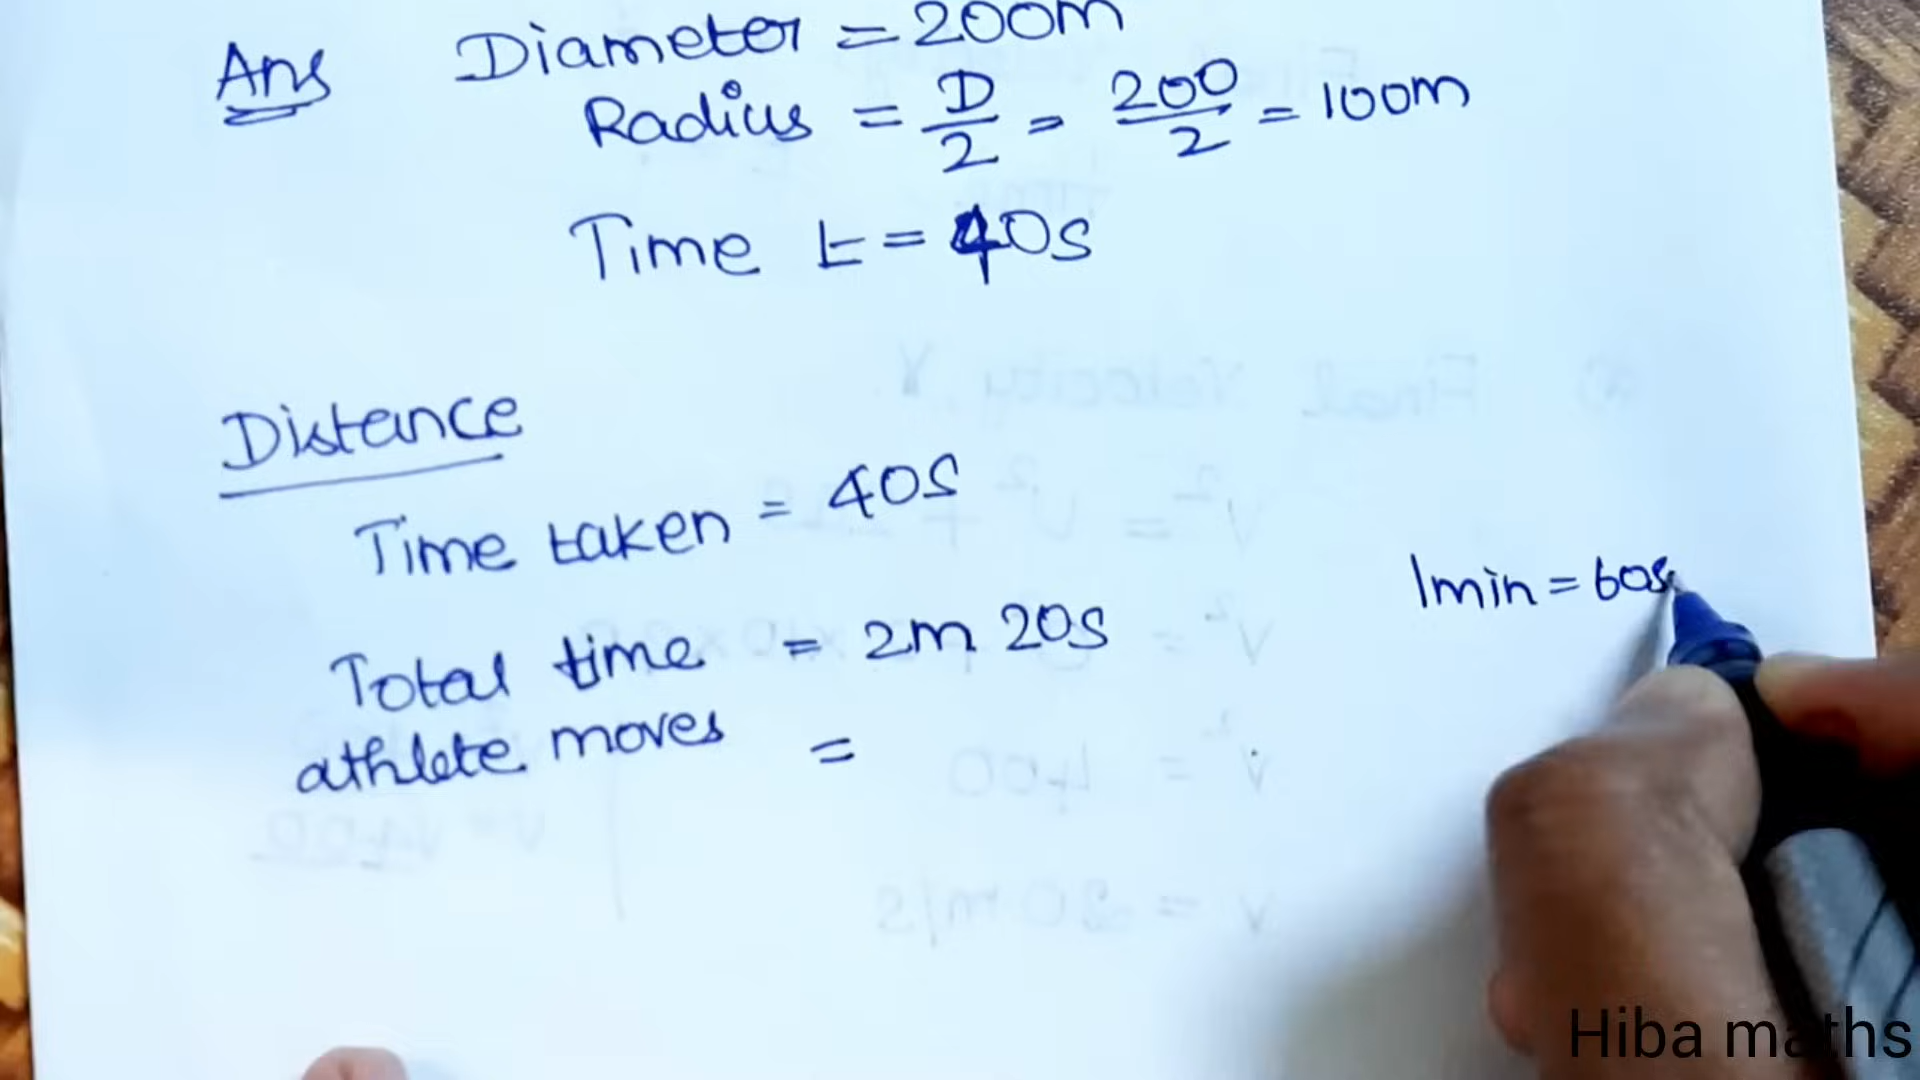 Ans Diameter = 200m
Radius = D/2 = 200/2 = 100m
Time t = 40s
Distance
Time taken = 40s
1min = 60s
Total time = 2m 20s
athlete moves =
Hiba maths